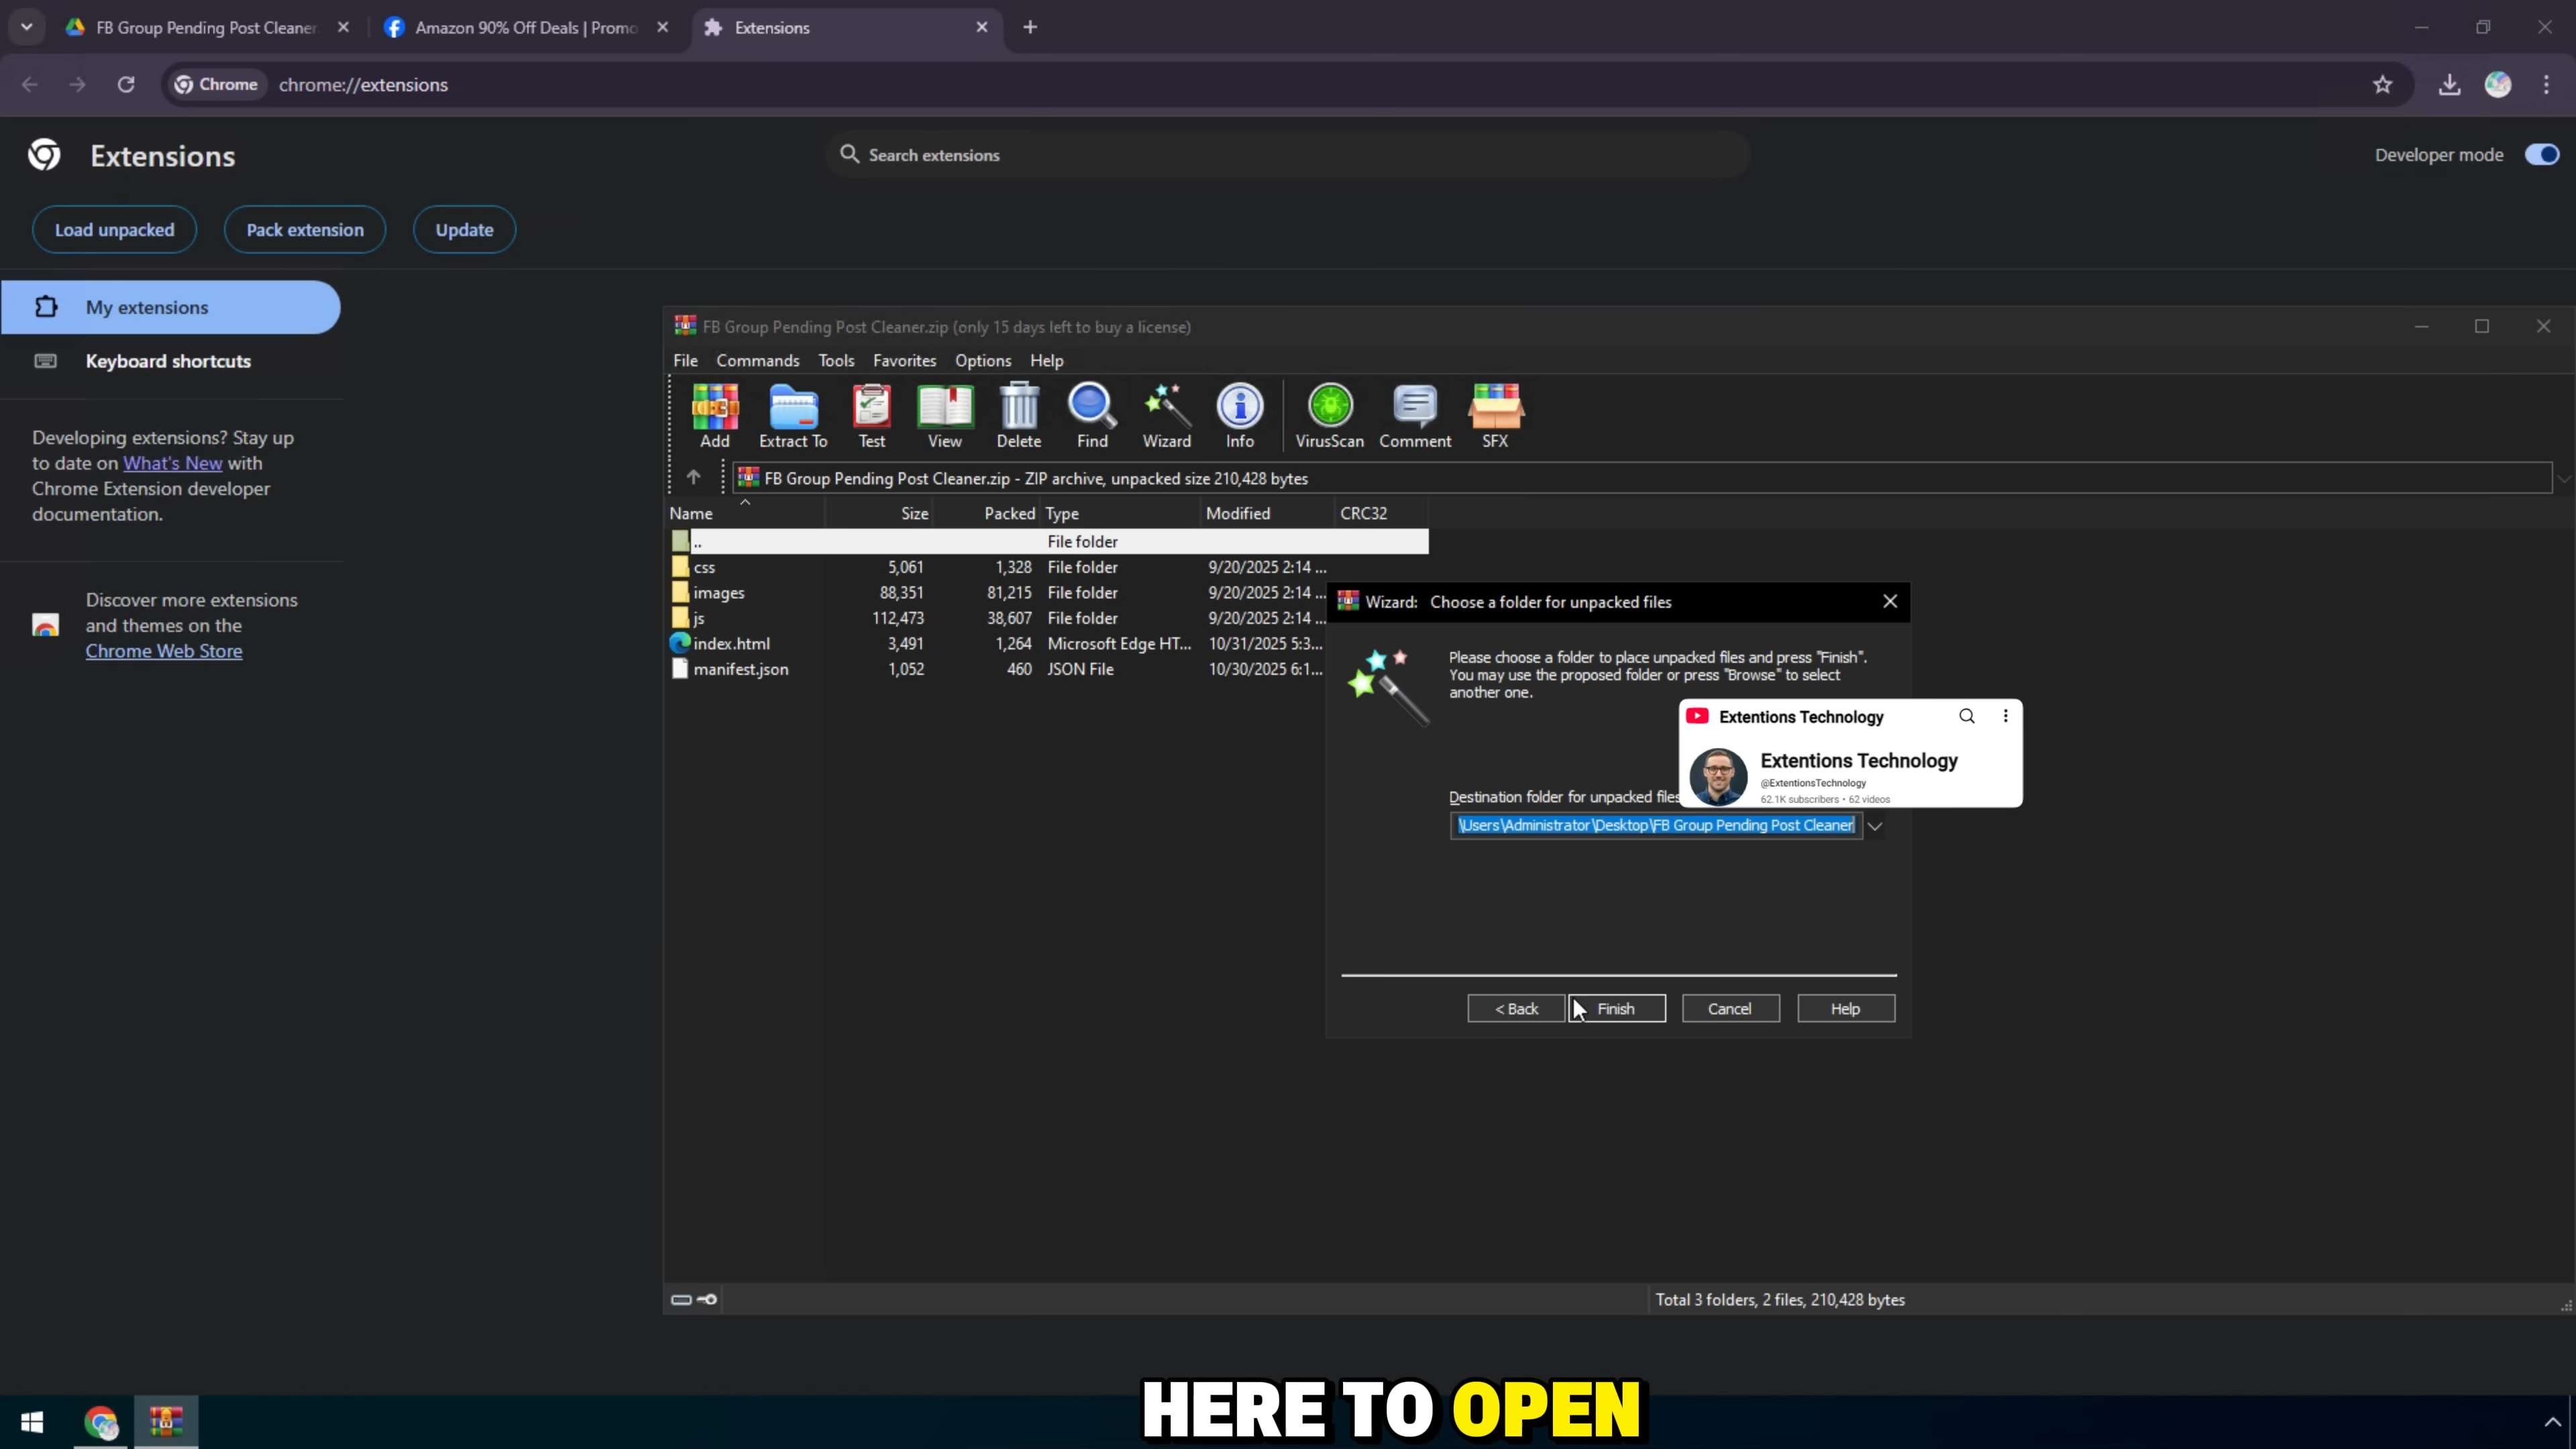 FB Group Pending Post Cleaner
Amazon 90% Off Deals | Promo
Extensions
Chrome
chrome://extensions
Extensions
Search extensions
Developer mode
Load unpacked
Pack extension
Update
My extensions
Keyboard shortcuts
Developing extensions? Stay up
to date on What's New with
Chrome Extension developer
documentation.
Discover more extensions
and themes on the
Chrome Web Store
FB Group Pending Post Cleaner.zip (only 15 days left to buy a license)
File Commands Tools Favorites Options Help
Add Extract To Test View Delete Find Wizard Info VirusScan Comment SFX
FB Group Pending Post Cleaner.zip - ZIP archive, unpacked size 210,428 bytes
Name Size Packed Type Modified CRC32
.. File folder
css 5,061 1,328 File folder 9/20/2025 2:14 ...
images 88,351 81,215 File folder 9/20/2025 2:14 ...
js 112,473 38,607 File folder 9/20/2025 2:14 ...
index.html 3,491 1,264 Microsoft Edge HT... 10/31/2025 5:3...
manifest.json 1,052 460 JSON File 10/30/2025 6:1...
Wizard: Choose a folder for unpacked files
Please choose a folder to place unpacked files and press "Finish".
You may use the proposed folder or press "Browse" to select
another one.
Extentions Technology
Extentions Technology
@ExtentionsTechnology
62.1K subscribers • 62 videos
Destination folder for unpacked files
\Users\Administrator\Desktop\FB Group Pending Post Cleaner
< Back
Finish
Cancel
Help
Total 3 folders, 2 files, 210,428 bytes
HERE TO OPEN